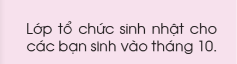 Lớp tổ chức sinh nhật cho
các bạn sinh vào tháng 10.